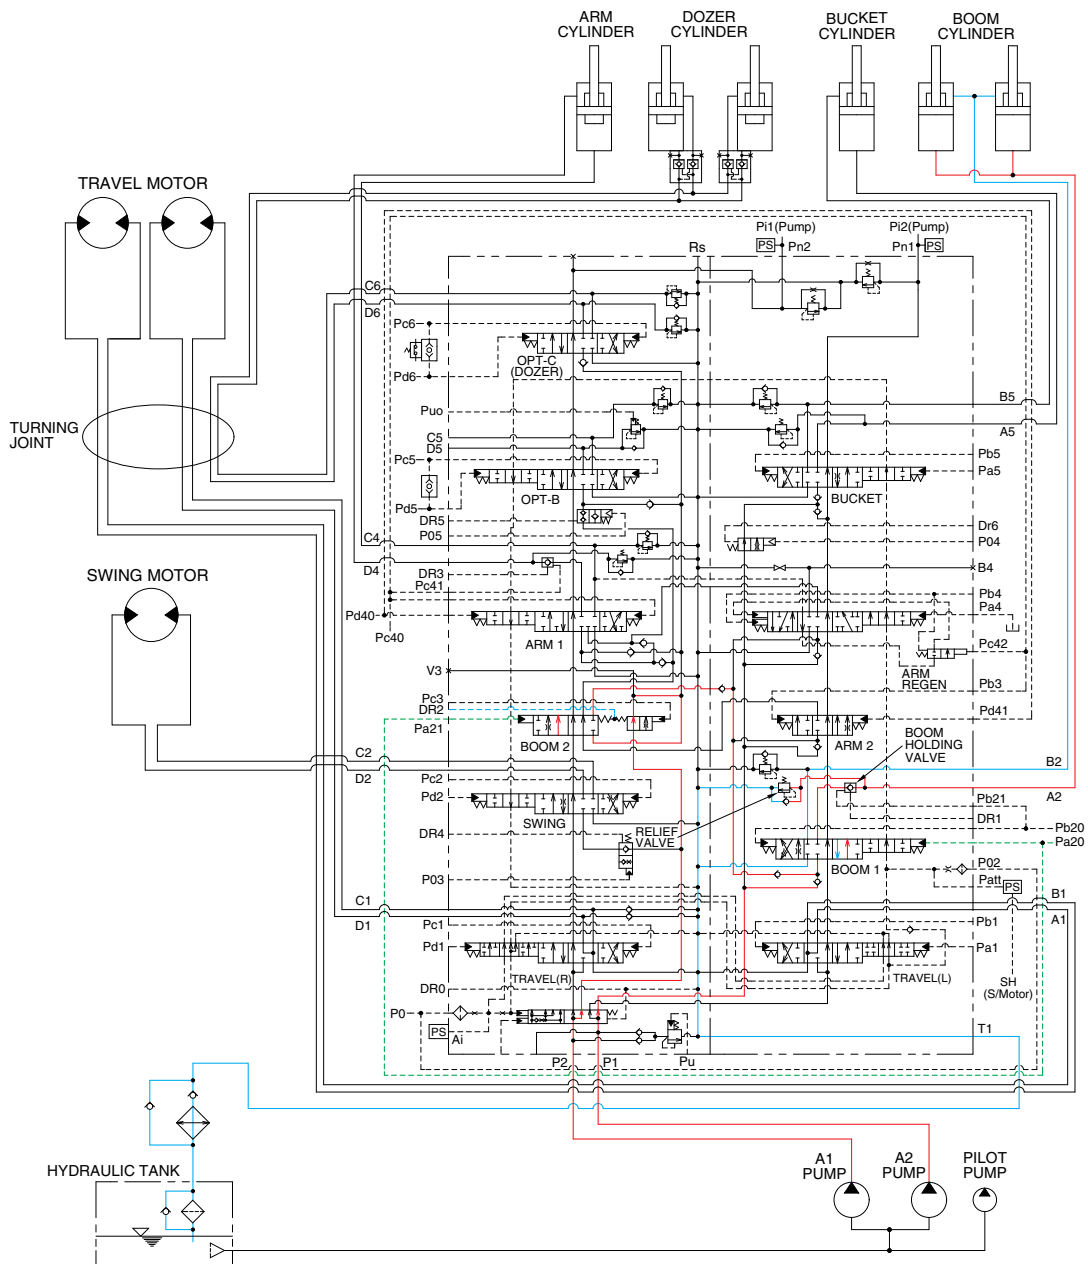 ARM
CYLINDER
DOZER
CYLINDER
BUCKET
CYLINDER
BOOM
CYLINDER
TRAVEL MOTOR
Pi1(Pump)
Pi2(Pump)
PS
Pn2
Pn1
PS
Rs
C6
D6
Pc6
OPT-C
(DOZER)
Pd6
Puo
B5
C5
A5
D5
TURNING
JOINT
Pc5
Pb5
Pa5
OPT-B
BUCKET
Pd5
DR5
Dr6
P05
C4
P04
D4
B4
SWING MOTOR
DR3
Pc41
Pb4
Pa4
Pd40
Pc40
ARM 1
Pc42
V3
ARM
REGEN
Pb3
Pc3
DR2
Pd41
Pa21
BOOM 2
ARM 2
BOOM
HOLDING
VALVE
C2
B2
D2
Pc2
Pd2
A2
Pb21
SWING
DR1
DR4
RELIEF
VALVE
Pb20
Pa20
BOOM 1
P03
P02
Patt
PS
C1
B1
D1
A1
Pc1
Pb1
Pd1
Pa1
TRAVEL(R)
TRAVEL(L)
DR0
SH
(S/Motor)
P0
PS
Ai
T1
P2
P1
Pu
HYDRAULIC TANK
A1
PUMP
A2
PUMP
PILOT
PUMP